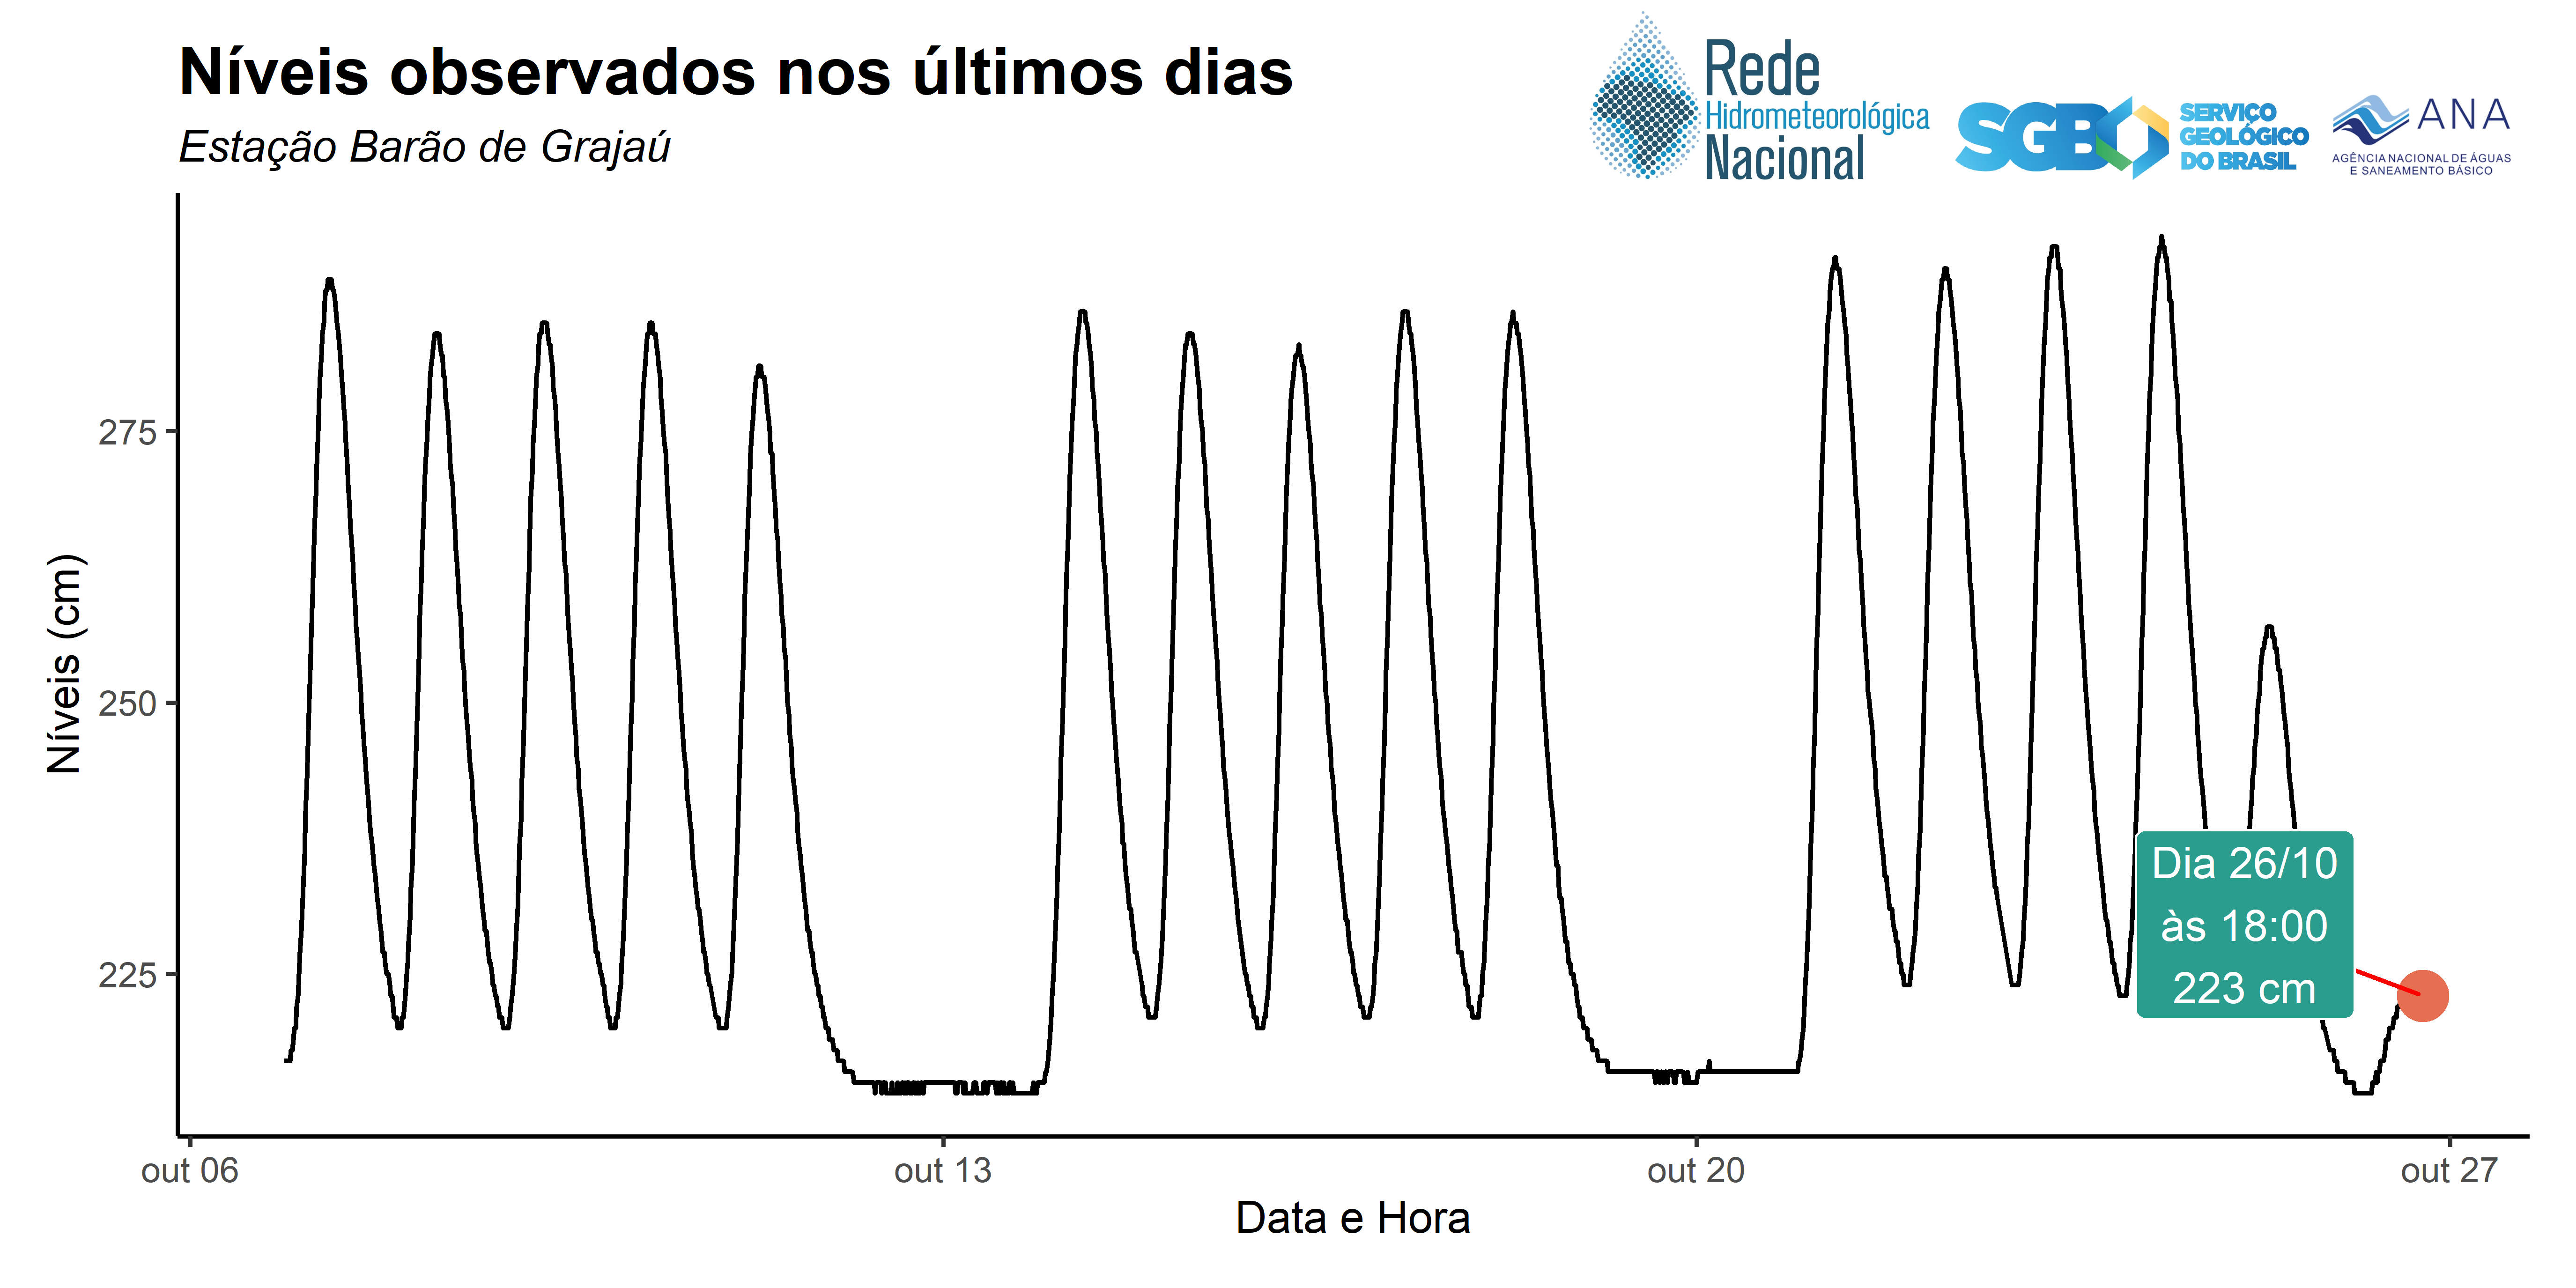 Níveis observados nos últimos dias
Estação Barão de Grajaú
Rede
Hidrometeorológica
Nacional
SGB
SERVIÇO
GEOLÓGICO
DO BRASIL
ANA
AGÊNCIA NACIONAL DE ÁGUAS
E SANEAMENTO BÁSICO
Níveis (cm)
275
250
225
Dia 26/10
às 18:00
223 cm
out 06
out 13
out 20
out 27
Data e Hora